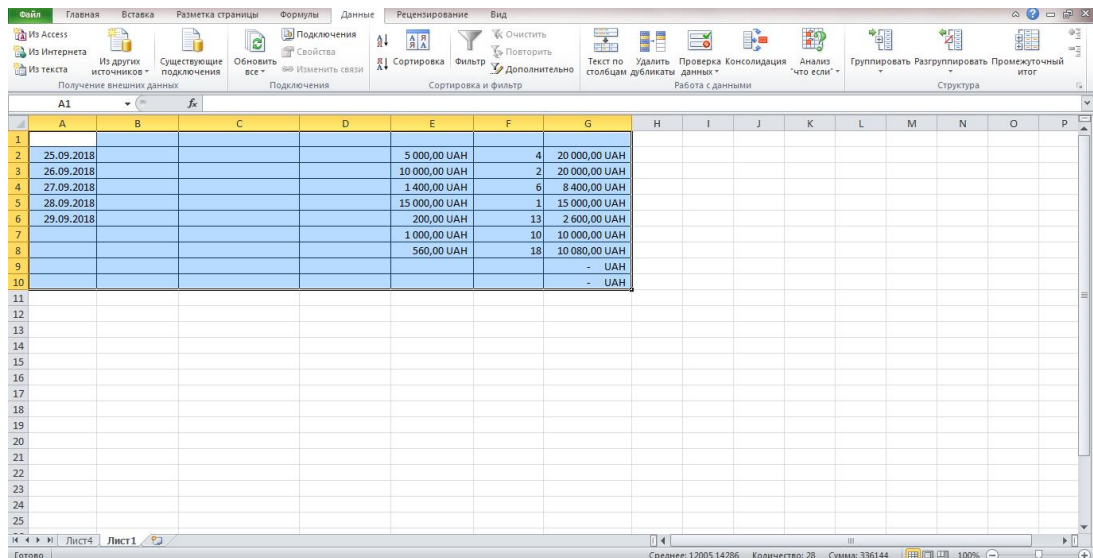 Файл Главная Вставка Разметка страницы Формулы Данные Рецензирование Вид
Из Access
Из Интернета
Из текста
Из других источников
Существующие подключения
Получение внешних данных
Обновить все
Подключения
Свойства
Изменить связи
Подключения
Сортировка
Фильтр
Очистить
Повторить
Дополнительно
Сортировка и фильтр
Текст по столбцам
Удалить дубликаты
Проверка данных
Консолидация
Анализ "что если"
Работа с данными
Группировать
Разгруппировать
Промежуточный итог
Структура
A1 fx
A B C D E F G H I J K L M N O P
1
2 25.09.2018 5 000,00 UAH 4 20 000,00 UAH
3 26.09.2018 10 000,00 UAH 2 20 000,00 UAH
4 27.09.2018 1 400,00 UAH 6 8 400,00 UAH
5 28.09.2018 15 000,00 UAH 1 15 000,00 UAH
6 29.09.2018 200,00 UAH 13 2 600,00 UAH
7 1 000,00 UAH 10 10 000,00 UAH
8 560,00 UAH 18 10 080,00 UAH
9 - UAH
10 - UAH
11
12
13
14
15
16
17
18
19
20
21
22
23
24
25
Лист4 Лист1
Готово Среднее: 12005,14286 Количество: 28 Сумма: 336144 100%